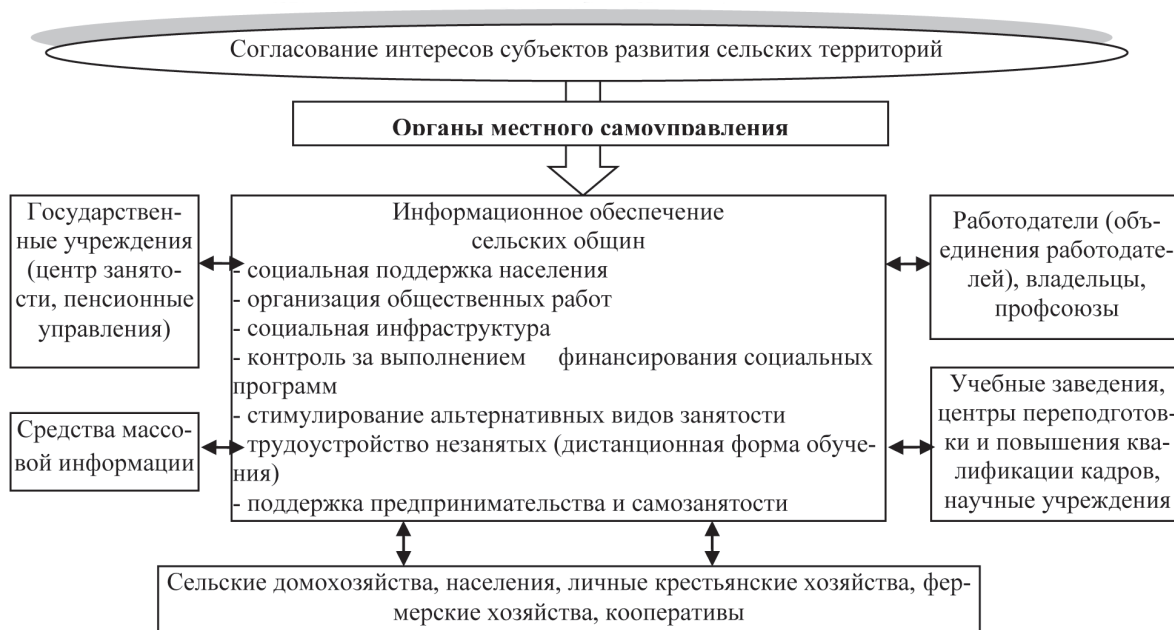 Согласование интересов субъектов развития сельских территорий
Органы местного самоуправления
Государствен-
ные учреждения
(центр занято-
сти, пенсионные
управления)
Средства массо-
вой информации
Информационное обеспечение
сельских общин
- социальная поддержка населения
- организация общественных работ
- социальная инфраструктура
- контроль за выполнением финансирования социальных
программ
- стимулирование альтернативных видов занятости
- трудоустройство незанятых (дистанционная форма обуче-
ния)
- поддержка предпринимательства и самозанятости
Работодатели (объ-
единения работодате-
лей), владельцы,
профсоюзы
Учебные заведения,
центры переподготов-
ки и повышения ква-
лификации кадров,
научные учреждения
Сельские домохозяйства, населения, личные крестьянские хозяйства, фер-
мерские хозяйства, кооперативы